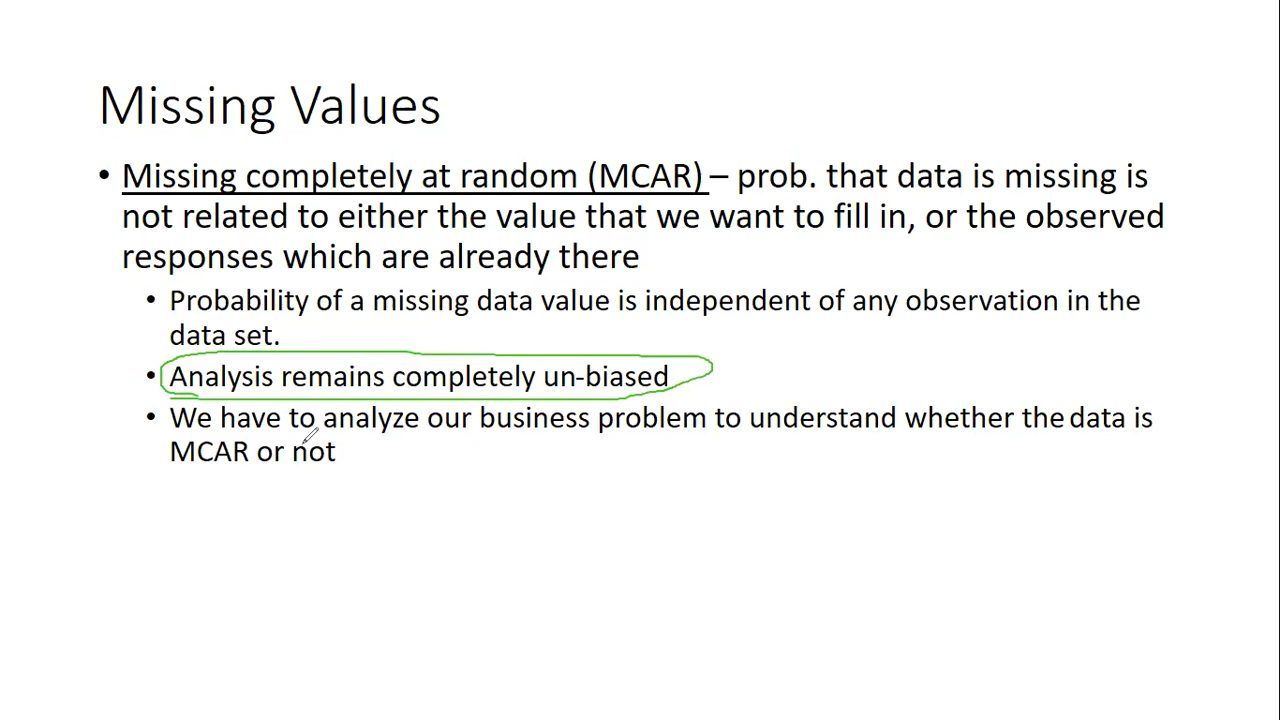 Missing Values
• Missing completely at random (MCAR) – prob. that data is missing is
not related to either the value that we want to fill in, or the observed
responses which are already there
• Probability of a missing data value is independent of any observation in the
data set.
• Analysis remains completely un-biased
• We have to analyze our business problem to understand whether the data is
MCAR or not